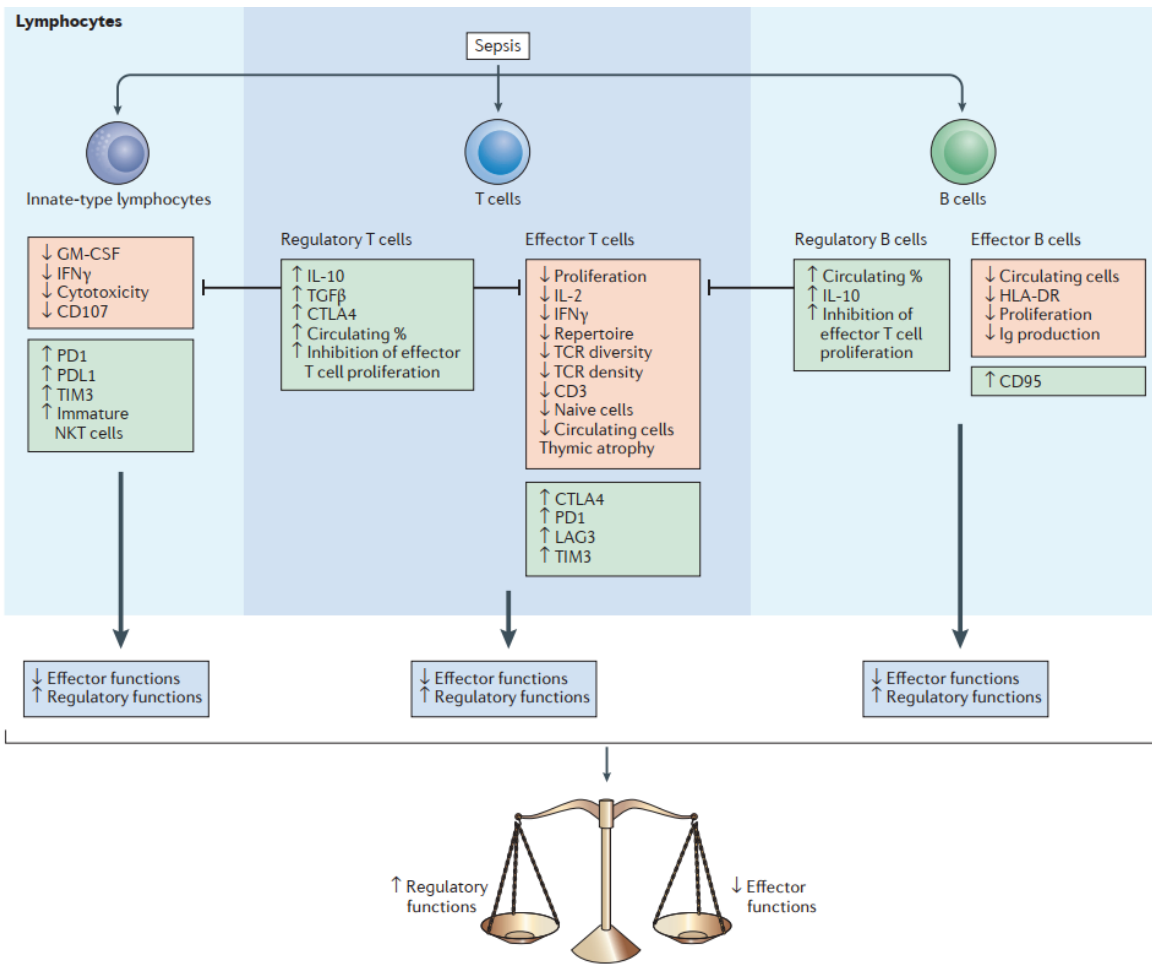 Lymphocytes
Sepsis
Innate-type lymphocytes
T cells
B cells
↓ GM-CSF
↓ IFNγ
↓ Cytotoxicity
↓ CD107
↑ PD1
↑ PDL1
↑ TIM3
↑ Immature
NKT cells
Regulatory T cells
↑ IL-10
↑ TGFβ
↑ CTLA4
↑ Circulating %
↑ Inhibition of effector
T cell proliferation
Effector T cells
↓ Proliferation
↓ IL-2
↓ IFNγ
↓ Repertoire
↓ TCR diversity
↓ TCR density
↓ CD3
↓ Naive cells
↓ Circulating cells
Thymic atrophy
↑ CTLA4
↑ PD1
↑ LAG3
↑ TIM3
Regulatory B cells
↑ Circulating %
↑ IL-10
↑ Inhibition of
effector T cell
proliferation
Effector B cells
↓ Circulating cells
↓ HLA-DR
↓ Proliferation
↓ Ig production
↑ CD95
↓ Effector functions
↑ Regulatory functions
↓ Effector functions
↑ Regulatory functions
↓ Effector functions
↑ Regulatory functions
↑ Regulatory
functions
↓ Effector
functions